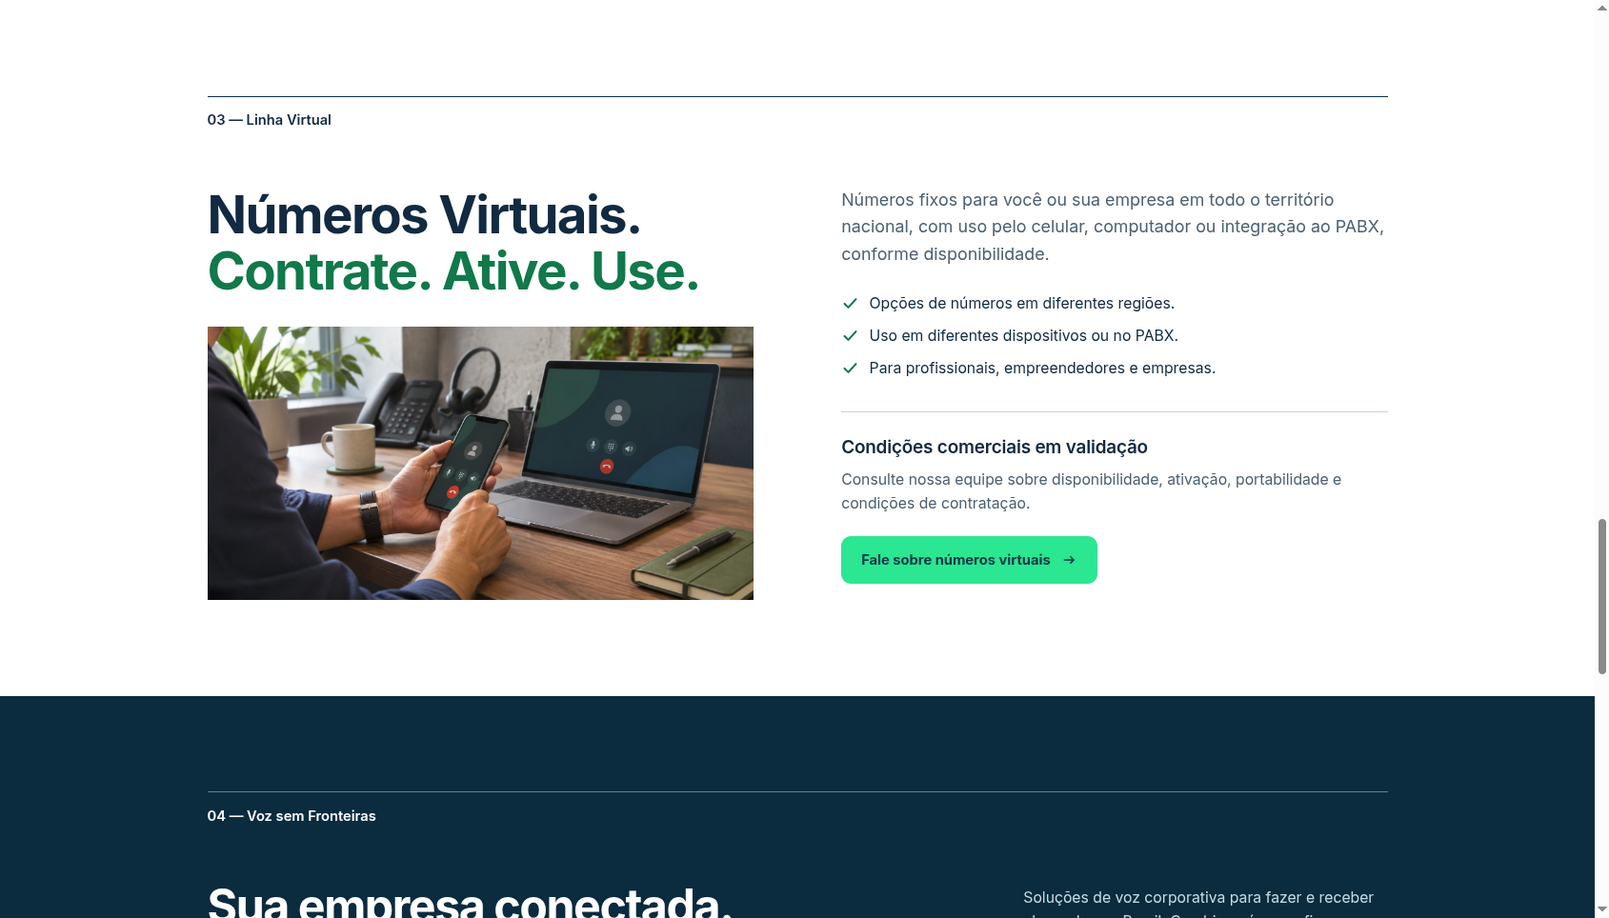 03 — Linha Virtual
Números Virtuais.
Contrate. Ative. Use.
Números fixos para você ou sua empresa em todo o território
nacional, com uso pelo celular, computador ou integração ao PABX,
conforme disponibilidade.
Opções de números em diferentes regiões.
Uso em diferentes dispositivos ou no PABX.
Para profissionais, empreendedores e empresas.
Condições comerciais em validação
Consulte nossa equipe sobre disponibilidade, ativação, portabilidade e
condições de contratação.
Fale sobre números virtuais →
04 — Voz sem Fronteiras
Sua empresa conectada.
Soluções de voz corporativa para fazer e receber